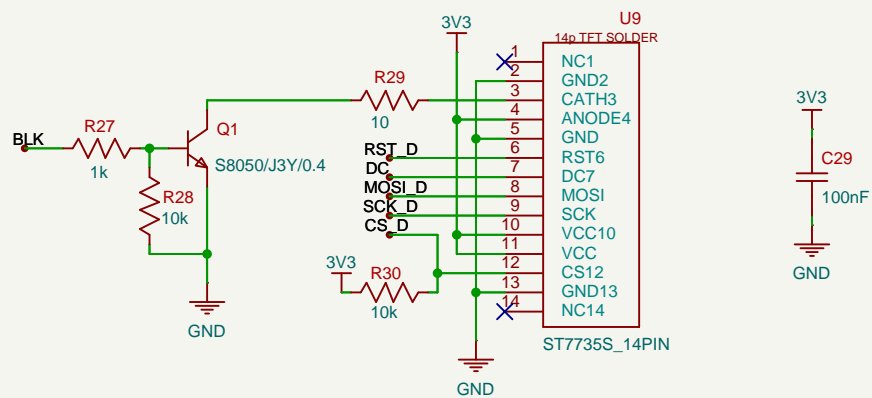 U9
14p TFT SOLDER
3V3
1
NC1
2
GND2
R29
3
CATH3
10
4
ANODE4
3V3
R27
Q1
5
GND
BLK
RST_D
6
RST6
C29
1k
S8050/J3Y/0.4
DC
7
DC7
100nF
R28
MOSI_D
8
MOSI
10k
SCK_D
9
SCK
CS_D
10
VCC10
11
VCC
3V3
R30
12
CS12
GND
10k
13
GND13
14
NC14
GND
ST7735S_14PIN
GND